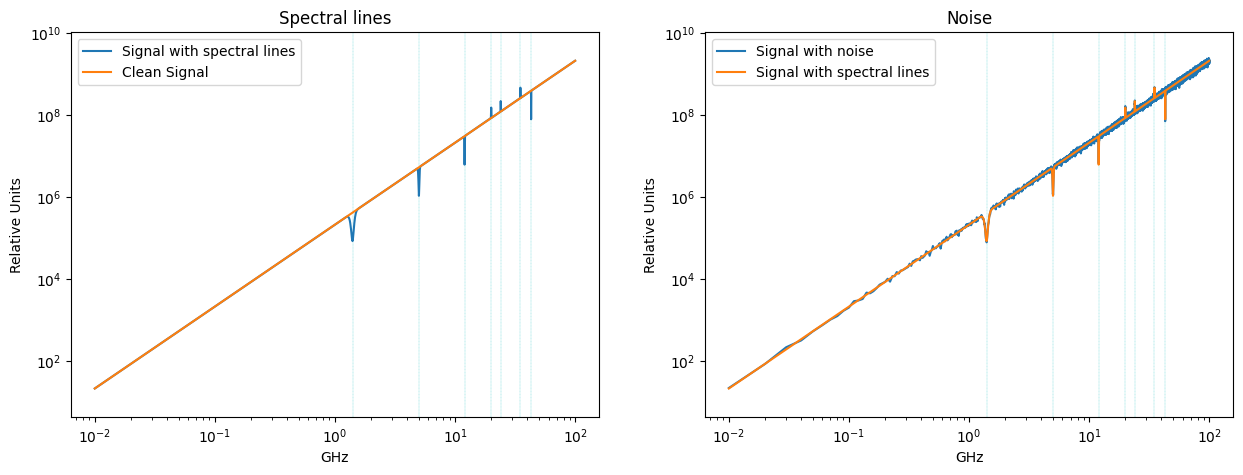 Spectral lines
Signal with spectral lines
Clean Signal
10^10
10^8
10^6
10^4
10^2
Relative Units
10^−2
10^−1
10^0
10^1
10^2
GHz
Noise
Signal with noise
Signal with spectral lines
10^10
10^8
10^6
10^4
10^2
Relative Units
10^−2
10^−1
10^0
10^1
10^2
GHz